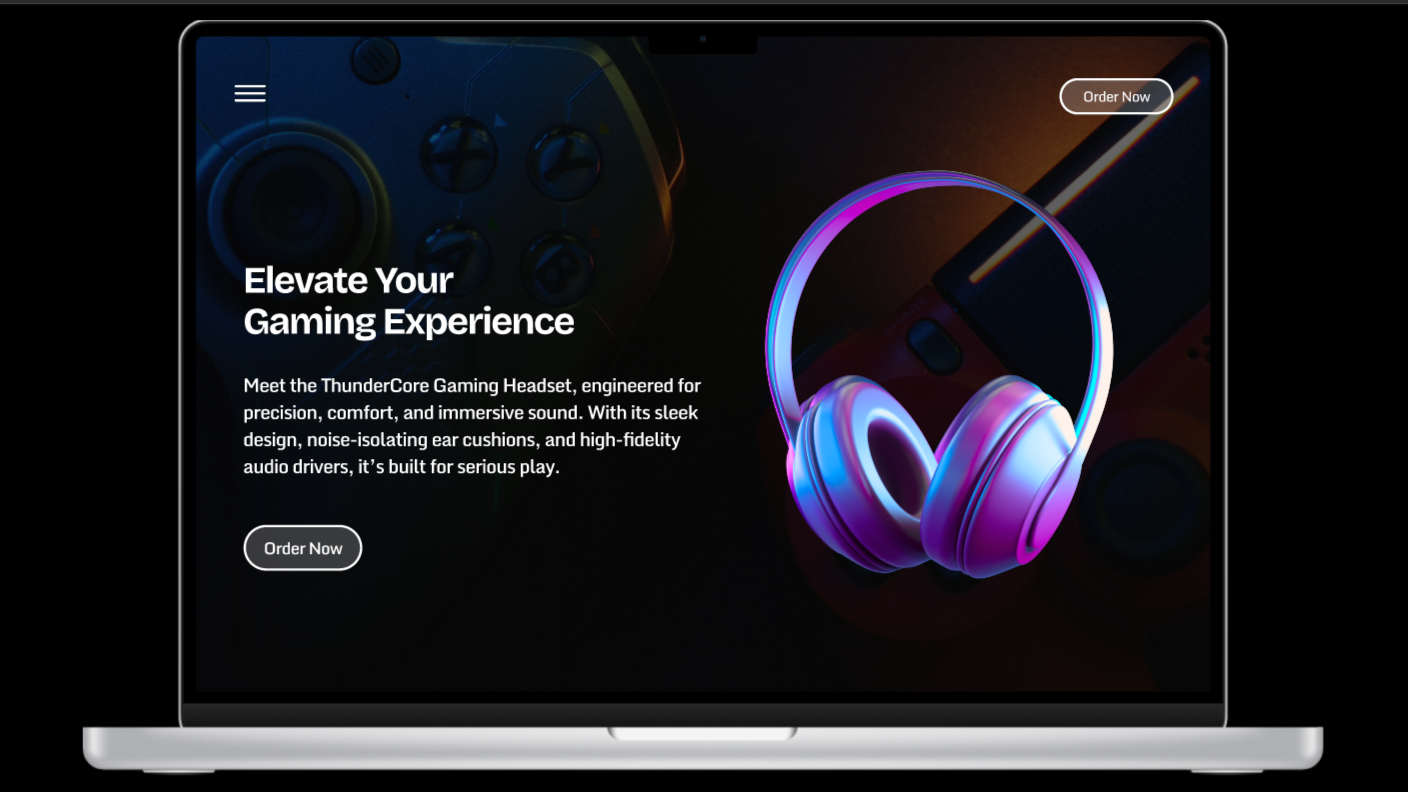 Order Now
Elevate Your
Gaming Experience
Meet the ThunderCore Gaming Headset, engineered for
precision, comfort, and immersive sound. With its sleek
design, noise-isolating ear cushions, and high-fidelity
audio drivers, it’s built for serious play.
Order Now
X
Y
A
B